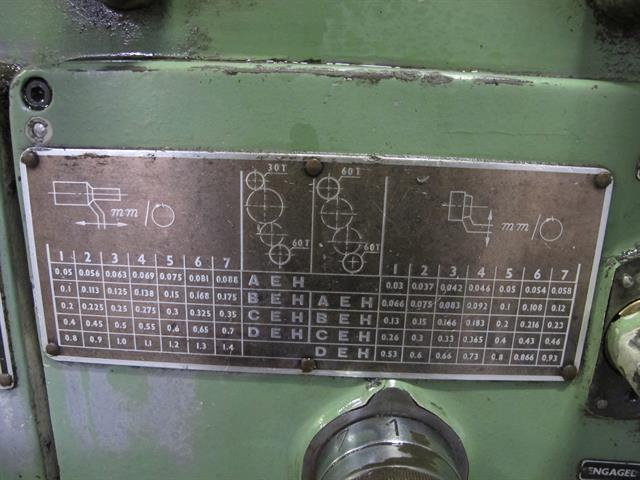 30T 60T
mm/ 60T 60T mm/
1 2 3 4 5 6 7 1 2 3 4 5 6 7
0.05 0.056 0.063 0.069 0.075 0.081 0.088 A E H 0.03 0.037 0.042 0.046 0.05 0.054 0.058
0.1 0.113 0.125 0.138 0.15 0.168 0.175 B E H A E H 0.066 0.075 0.083 0.092 0.1 0.108 0.12
0.2 0.225 0.25 0.275 0.3 0.325 0.35 C E H B E H 0.13 0.15 0.166 0.183 0.2 0.216 0.23
0.4 0.45 0.5 0.55 0.6 0.65 0.7 D E H C E H 0.26 0.3 0.33 0.365 0.4 0.43 0.46
0.8 0.9 1.0 1.1 1.2 1.3 1.4 D E H 0.53 0.6 0.66 0.73 0.8 0.866 0.93
1
ENGAGED